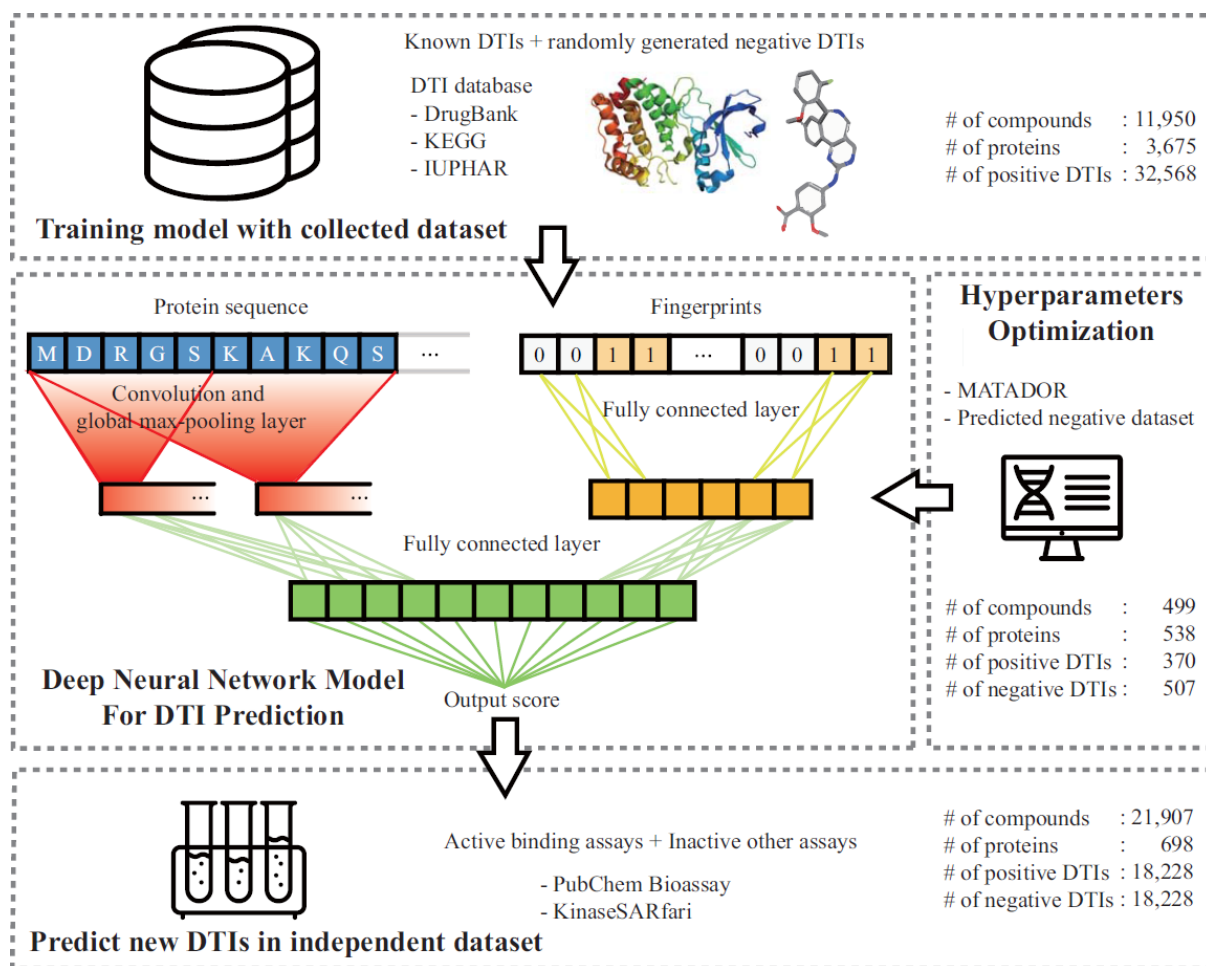 Known DTIs + randomly generated negative DTIs
DTI database
- DrugBank
- KEGG
- IUPHAR
# of compounds : 11,950
# of proteins : 3,675
# of positive DTIs : 32,568
Training model with collected dataset
Protein sequence
M D R G S K A K Q S ...
Convolution and
global max-pooling layer
... ...
Fingerprints
0 0 1 1 ... 0 0 1 1
Fully connected layer
Fully connected layer
Output score
Deep Neural Network Model
For DTI Prediction
Hyperparameters
Optimization
- MATADOR
- Predicted negative dataset
# of compounds : 499
# of proteins : 538
# of positive DTIs : 370
# of negative DTIs : 507
Active binding assays + Inactive other assays
- PubChem Bioassay
- KinaseSARfari
# of compounds : 21,907
# of proteins : 698
# of positive DTIs : 18,228
# of negative DTIs : 18,228
Predict new DTIs in independent dataset